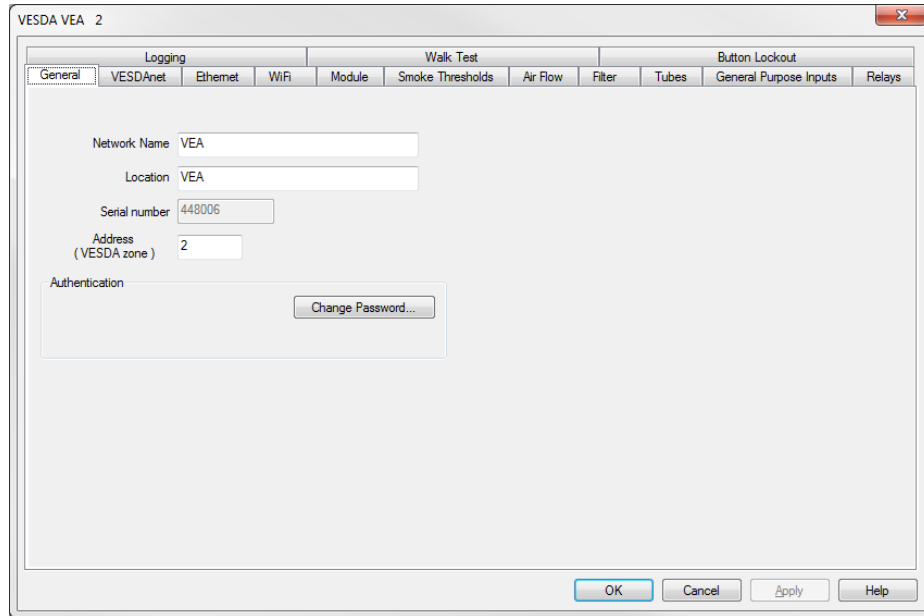 VESDA VEA 2
Logging Walk Test Button Lockout
General VESDAnet Ethernet WiFi Module Smoke Thresholds Air Flow Filter Tubes General Purpose Inputs Relays
Network Name VEA
Location VEA
Serial number 448006
Address
( VESDA zone ) 2
Authentication
Change Password...
OK Cancel Apply Help